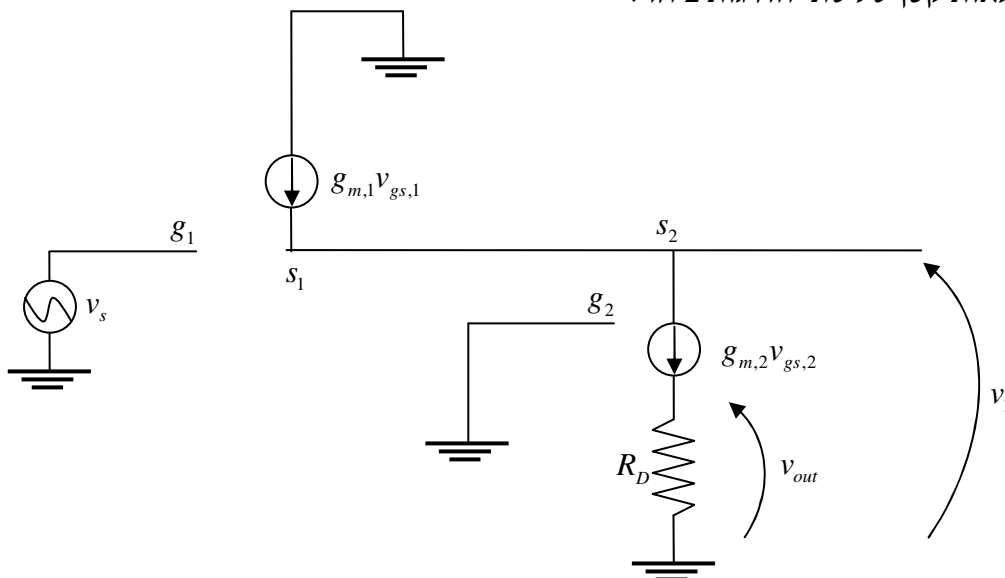 g_{m,1}v_{gs,1}
g_1
s_1
s_2
v_s
g_2
g_{m,2}v_{gs,2}
R_D
v_{out}